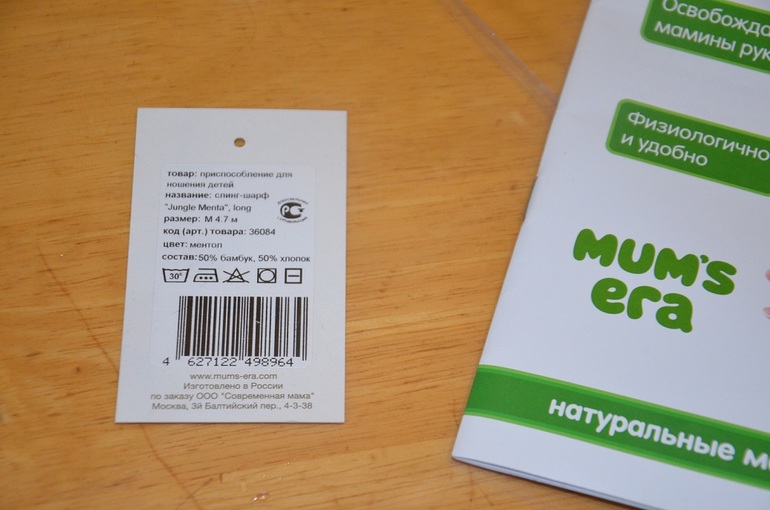 товар: приспособление для
ношения детей
название: слинг-шарф
"Jungle Menta", long
размер: М 4.7 м
код (арт.) товара: 36084
цвет: ментол
состав: 50% бамбук, 50% хлопок
30°
4 627122 498964
www.mums-era.com
Изготовлено в России
по заказу ООО "Современная мама"
Москва, 3й Балтийский пер., 4-3-38
мамины рук
Физиологично
и удобно
MUM'S
era
натуральные